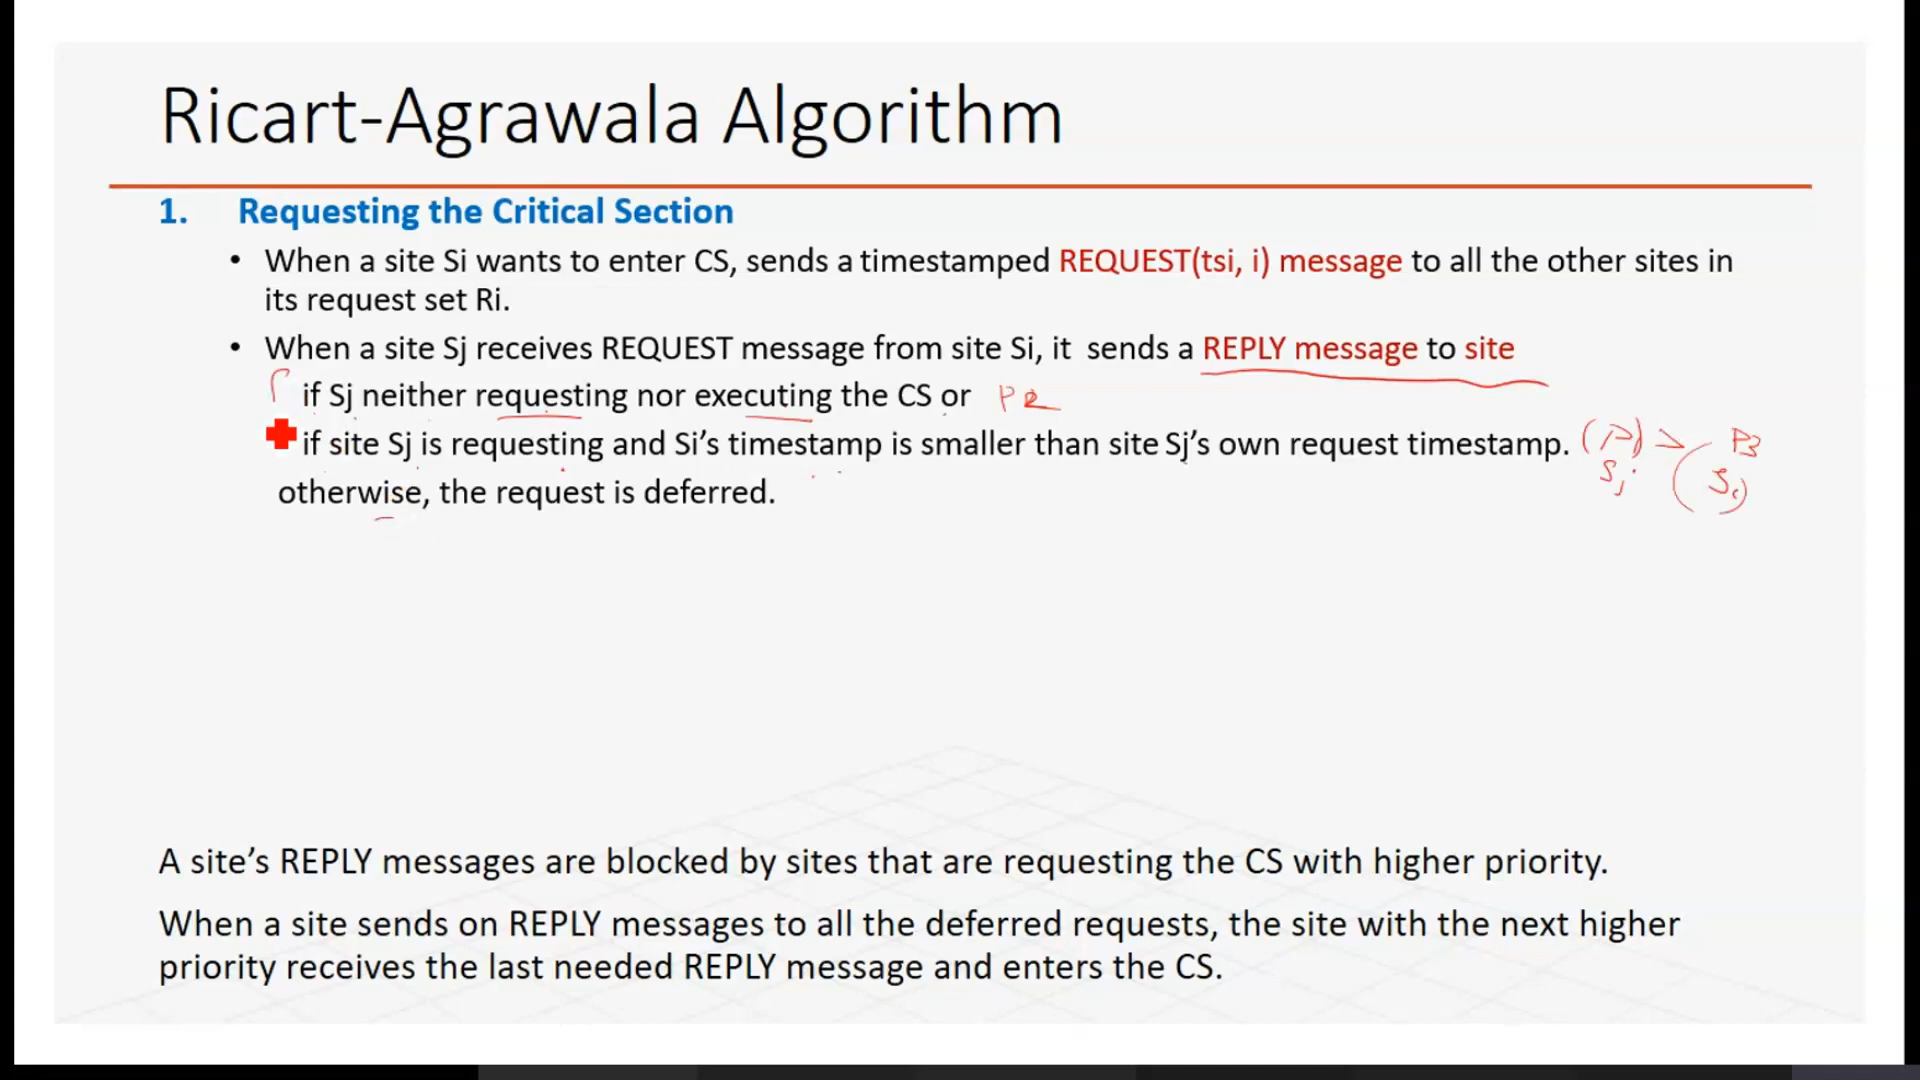 Ricart-Agrawala Algorithm
1. Requesting the Critical Section
• When a site Si wants to enter CS, sends a timestamped REQUEST(tsi, i) message to all the other sites in
its request set Ri.
• When a site Sj receives REQUEST message from site Si, it sends a REPLY message to site
if Sj neither requesting nor executing the CS or P2
if site Sj is requesting and Si’s timestamp is smaller than site Sj’s own request timestamp. (P1) > P3
Sj (Si)
otherwise, the request is deferred.
A site’s REPLY messages are blocked by sites that are requesting the CS with higher priority.
When a site sends on REPLY messages to all the deferred requests, the site with the next higher
priority receives the last needed REPLY message and enters the CS.